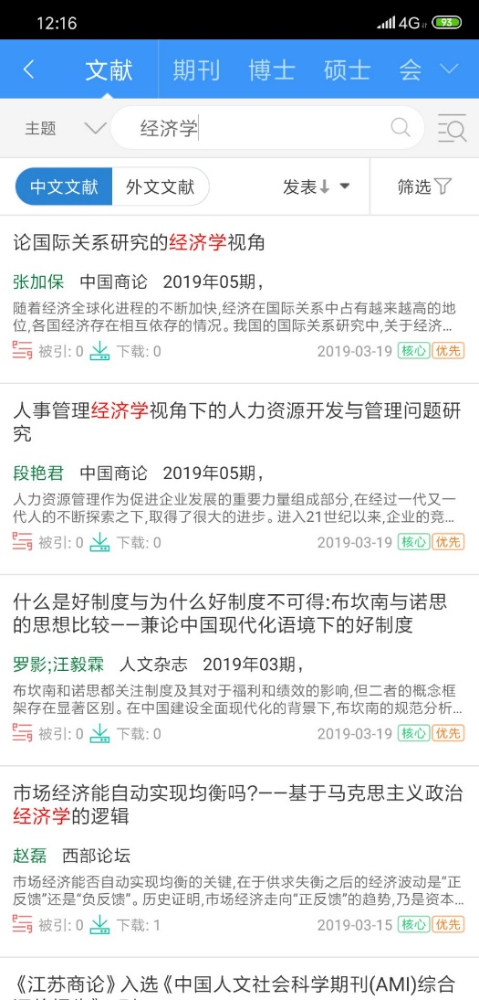 12:16 4G 93
文献 期刊 博士 硕士 会
主题 经济学
中文文献 外文文献 发表↓ 筛选
论国际关系研究的经济学视角
张加保 中国商论 2019年05期，
随着经济全球化进程的不断加快,经济在国际关系中占有越来越高的地
位,各国经济存在相互依存的情况。我国的国际关系研究中,关于经济...
被引: 0 下载: 0 2019-03-19 核心 优先
人事管理经济学视角下的人力资源开发与管理问题研
究
段艳君 中国商论 2019年05期，
人力资源管理作为促进企业发展的重要力量组成部分,在经过一代又一
代人的不断探索之下,取得了很大的进步。进入21世纪以来,企业的竞...
被引: 0 下载: 0 2019-03-19 核心 优先
什么是好制度与为什么好制度不可得:布坎南与诺思
的思想比较——兼论中国现代化语境下的好制度
罗影;汪毅霖 人文杂志 2019年03期，
布坎南和诺思都关注制度及其对于福利和绩效的影响,但二者的概念框
架存在显著区别。在中国建设全面现代化的背景下,布坎南的规范分析...
被引: 0 下载: 0 2019-03-19 核心 优先
市场经济能自动实现均衡吗?——基于马克思主义政治
经济学的逻辑
赵磊 西部论坛
市场经济能否自动实现均衡的关键,在于供求失衡之后的经济波动是“正
反馈”还是“负反馈”。历史证明,市场经济走向“正反馈”的趋势,乃是资本...
被引: 0 下载: 1 2019-03-15 核心 优先
《江苏商论》入选《中国人文社会科学期刊(AMI)综合